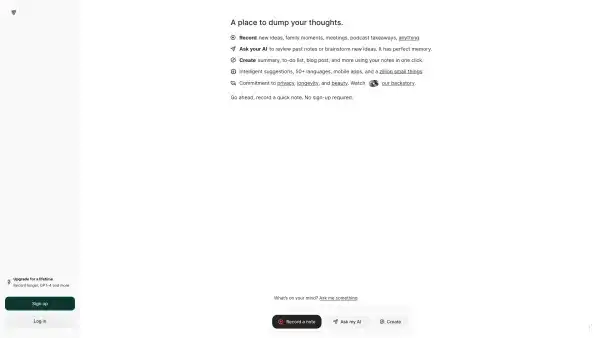 A place to dump your thoughts.
Record new ideas, family moments, meetings, podcast takeaways, anything.
Ask your AI to review past notes or brainstorm new ideas. It has perfect memory.
Create summary, to-do list, blog post, and more using your notes in one click.
Intelligent suggestions, 50+ languages, mobile apps, and a zillion small things.
Commitment to privacy, longevity, and beauty. Watch our backstory.
Go ahead, record a quick note. No sign-up required.
Upgrade for a lifetime
Record longer, GPT-4 and more
Sign up
Log in
What's on your mind? Ask me something.
Record a note
Ask my AI
Create